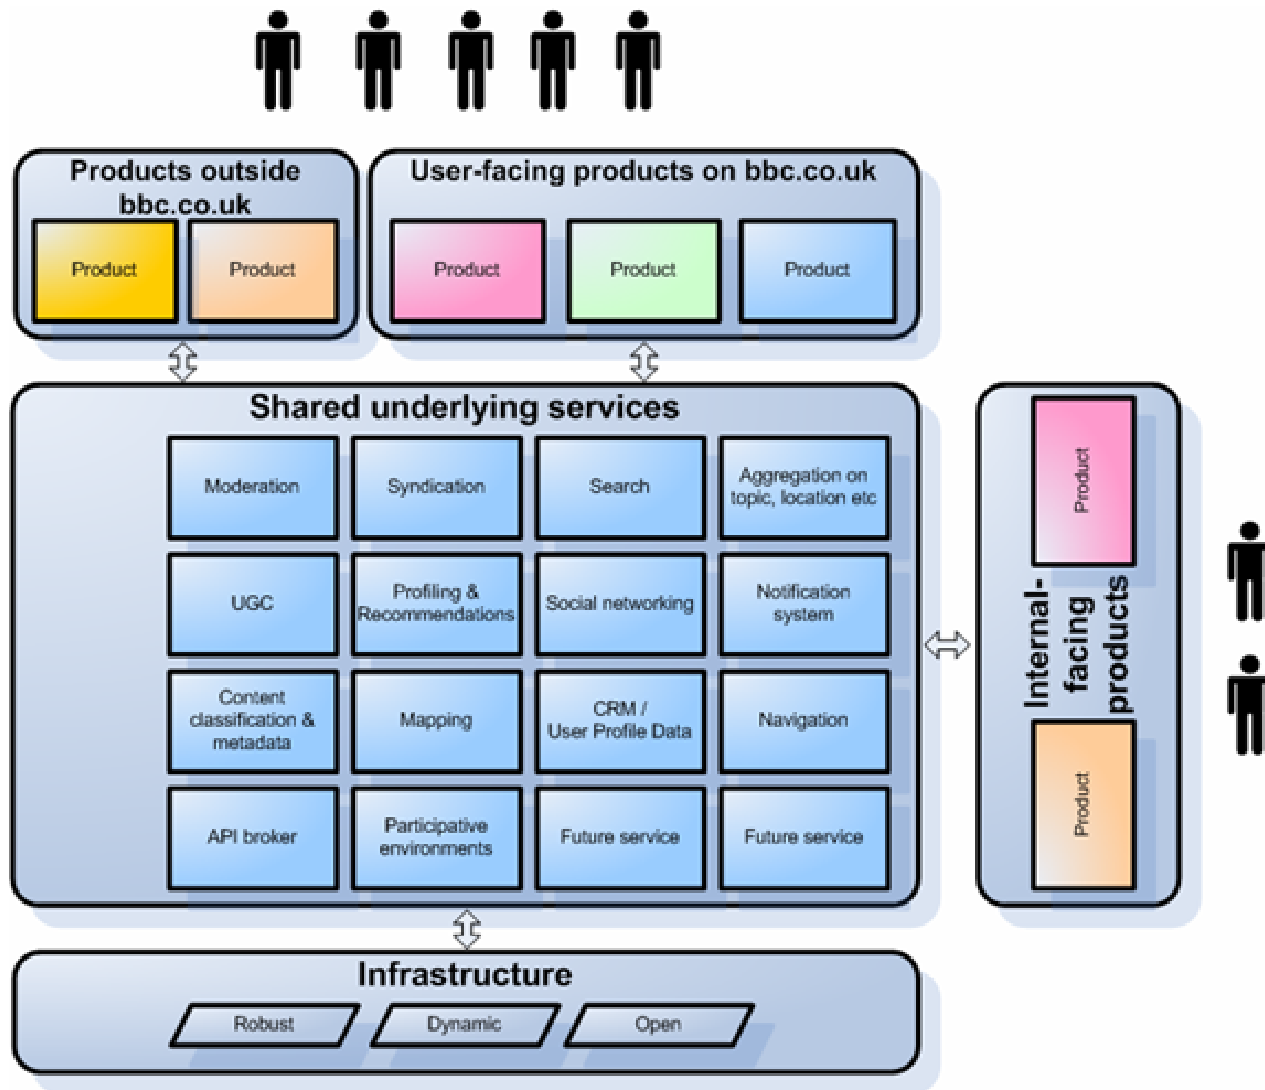 Products outside
bbc.co.uk
Product
Product
User-facing products on bbc.co.uk
Product
Product
Product
Shared underlying services
Moderation
Syndication
Search
Aggregation on
topic, location etc
UGC
Profiling &
Recommendations
Social networking
Notification
system
Content
classification &
metadata
Mapping
CRM /
User Profile Data
Navigation
API broker
Participative
environments
Future service
Future service
Product
Internal-
facing
products
Product
Infrastructure
Robust
Dynamic
Open